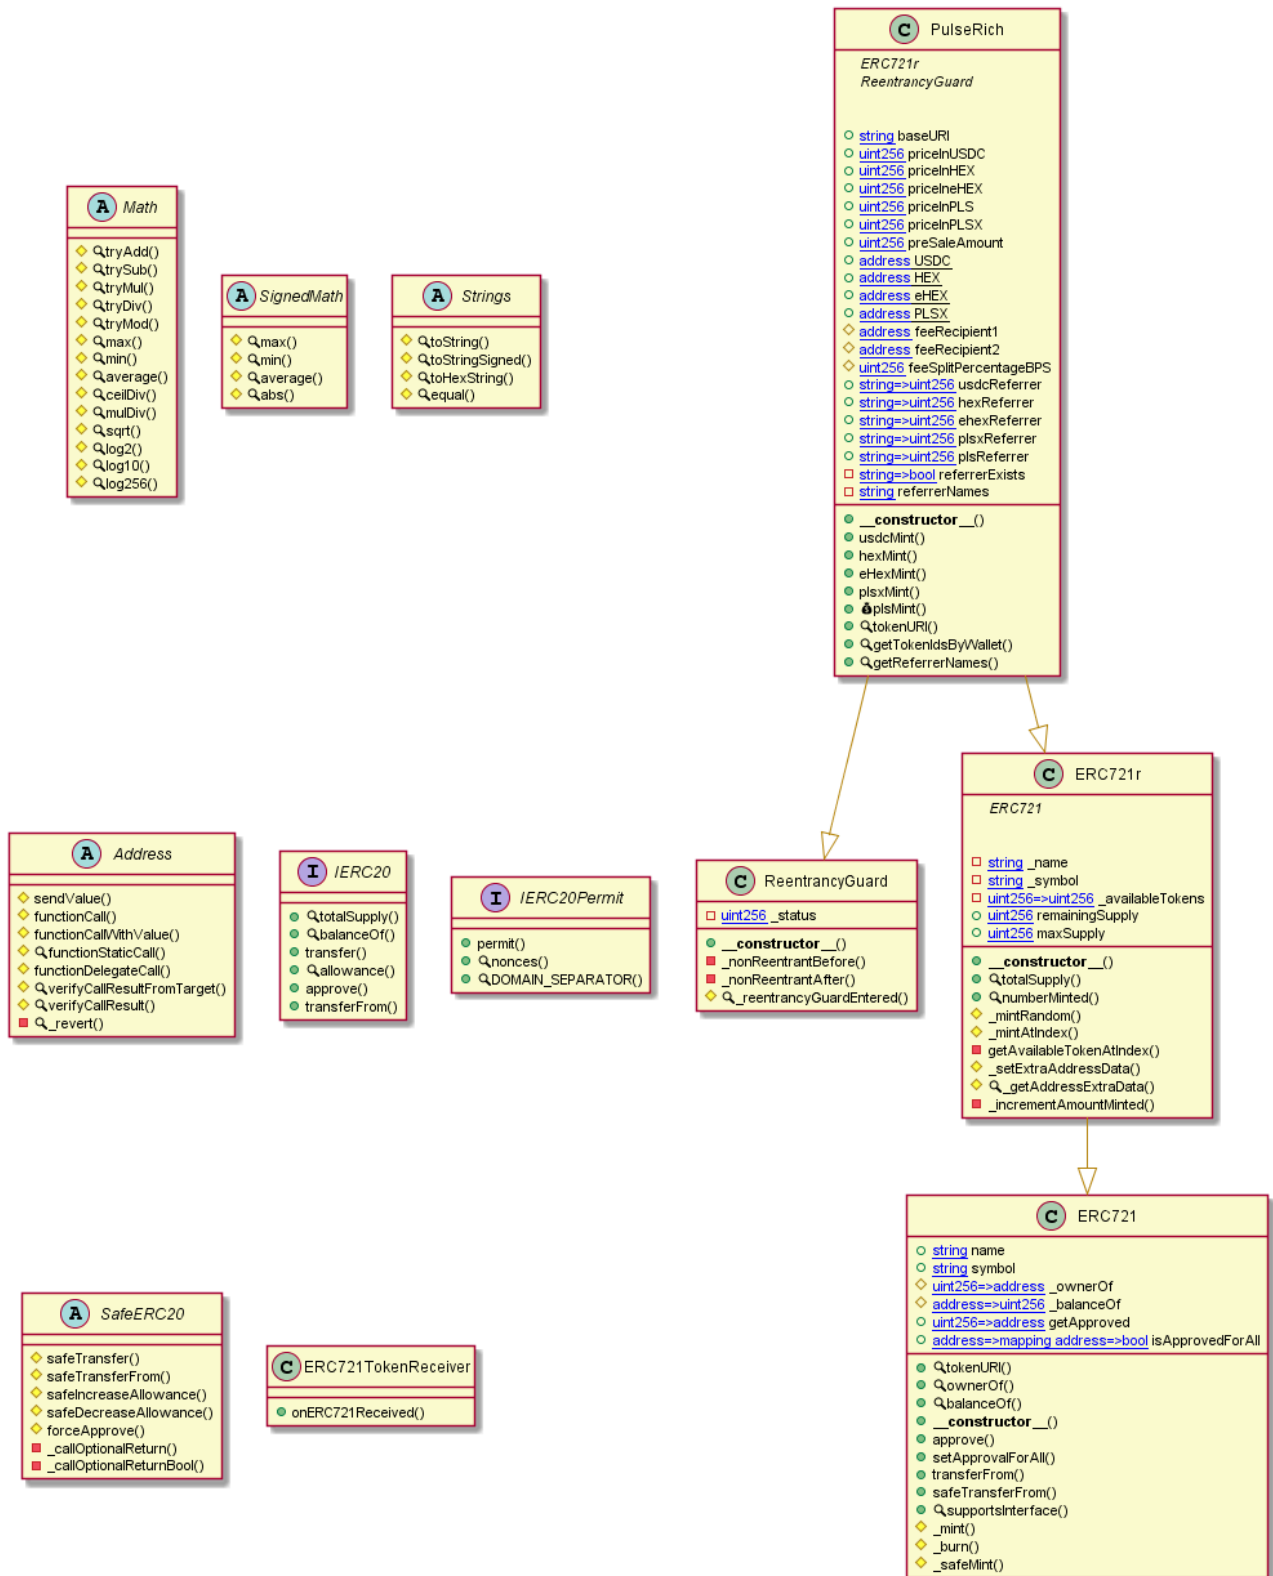 C PulseRich
ERC721r
ReentrancyGuard
string baseURI
uint256 priceInUSDC
uint256 priceInHEX
uint256 priceIneHEX
uint256 priceInPLS
uint256 priceInPLSX
uint256 preSaleAmount
address USDC
address HEX
address eHEX
address PLSX
address feeRecipient1
address feeRecipient2
uint256 feeSplitPercentageBPS
string=>uint256 usdcReferrer
string=>uint256 hexReferrer
string=>uint256 ehexReferrer
string=>uint256 plsxReferrer
string=>uint256 plsReferrer
string=>bool referrerExists
string referrerNames
__constructor__()
usdcMint()
hexMint()
eHexMint()
plsxMint()
plsMint()
tokenURI()
getTokenIdsByWallet()
getReferrerNames()
A Math
tryAdd()
trySub()
tryMul()
tryDiv()
tryMod()
max()
min()
average()
ceilDiv()
mulDiv()
sqrt()
log2()
log10()
log256()
A SignedMath
max()
min()
average()
abs()
A Strings
toString()
toStringSigned()
toHexString()
equal()
A Address
sendValue()
functionCall()
functionCallWithValue()
functionStaticCall()
functionDelegateCall()
verifyCallResultFromTarget()
verifyCallResult()
_revert()
I IERC20
totalSupply()
balanceOf()
transfer()
allowance()
approve()
transferFrom()
I IERC20Permit
permit()
nonces()
DOMAIN_SEPARATOR()
C ReentrancyGuard
uint256 _status
__constructor__()
_nonReentrantBefore()
_nonReentrantAfter()
_reentrancyGuardEntered()
C ERC721r
ERC721
string _name
string _symbol
uint256=>uint256 _availableTokens
uint256 remainingSupply
uint256 maxSupply
__constructor__()
totalSupply()
numberMinted()
_mintRandom()
_mintAtIndex()
getAvailableTokenAtIndex()
_setExtraAddressData()
_getAddressExtraData()
_incrementAmountMinted()
A SafeERC20
safeTransfer()
safeTransferFrom()
safeIncreaseAllowance()
safeDecreaseAllowance()
forceApprove()
_callOptionalReturn()
_callOptionalReturnBool()
C ERC721TokenReceiver
onERC721Received()
C ERC721
string name
string symbol
uint256=>address _ownerOf
address=>uint256 _balanceOf
uint256=>address getApproved
address=>mapping address=>bool isApprovedForAll
tokenURI()
ownerOf()
balanceOf()
__constructor__()
approve()
setApprovalForAll()
transferFrom()
safeTransferFrom()
supportsInterface()
_mint()
_burn()
_safeMint()